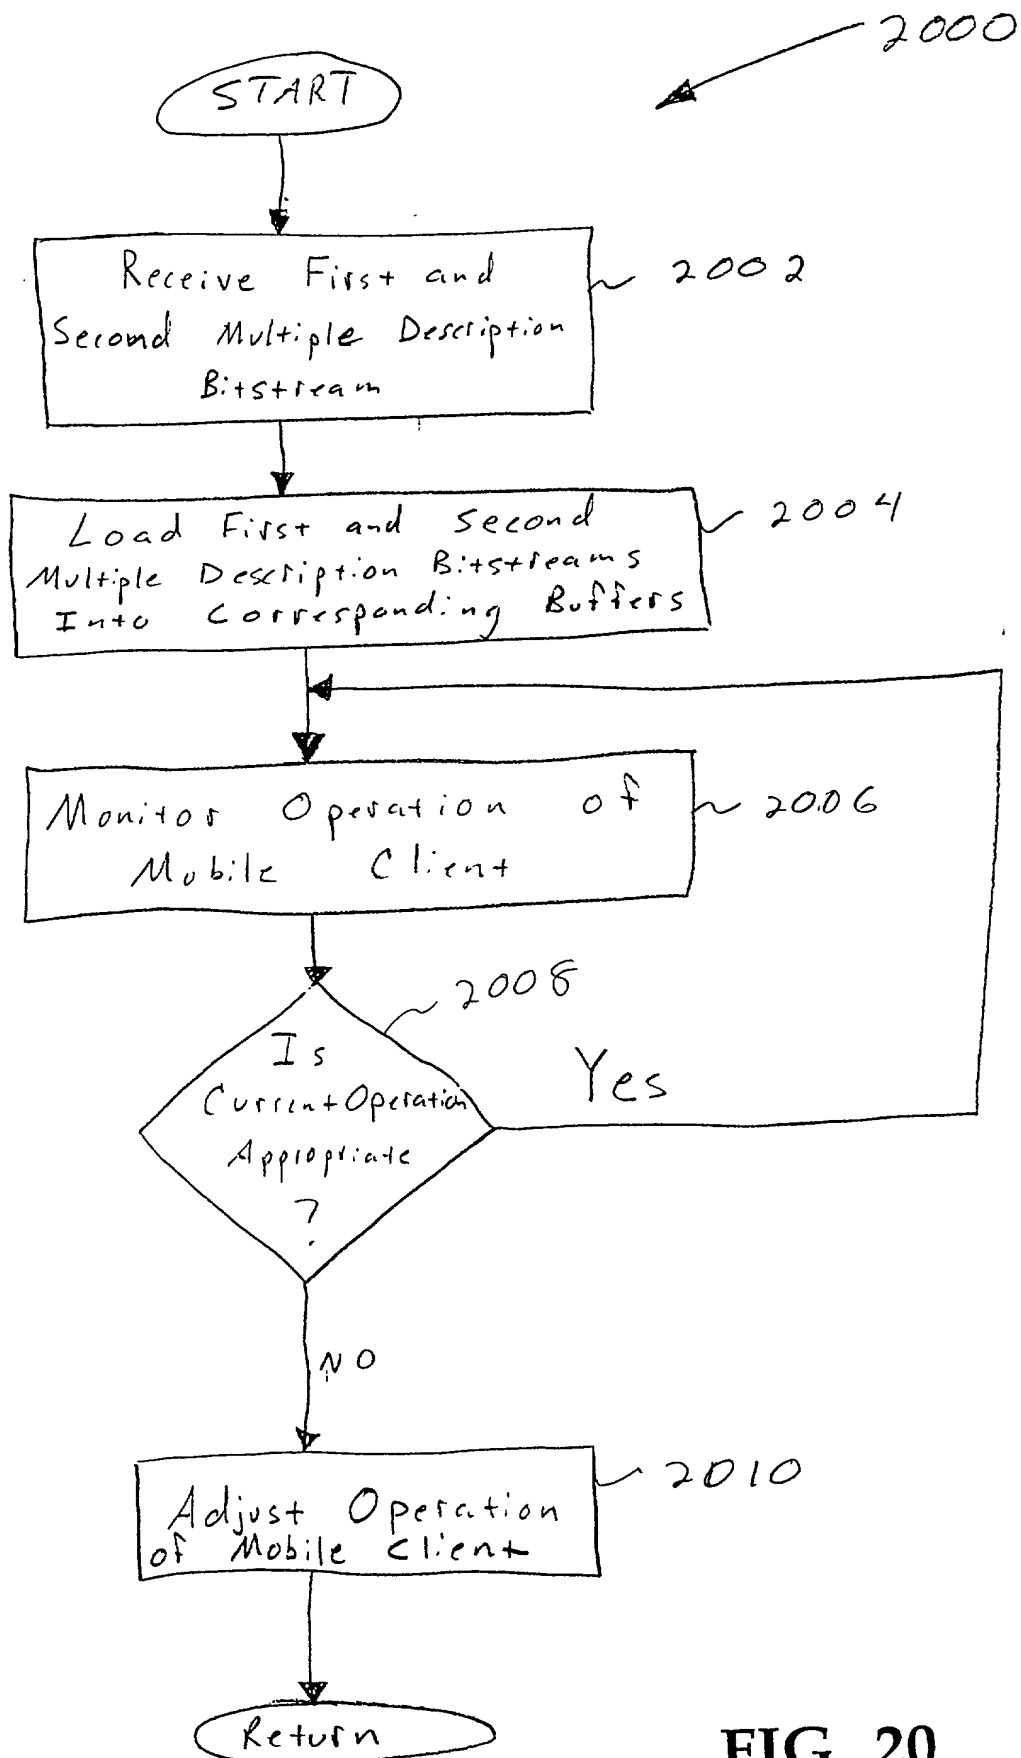 2000
START
Receive First and
Second Multiple Description
Bitstream
2002
Load First and Second
Multiple Description Bitstreams
Into Corresponding Buffers
2004
Monitor Operation of
Mobile Client
2006
2008
Is
Current Operation
Appropriate
?
Yes
NO
Adjust Operation
of Mobile Client
2010
Return
FIG. 20